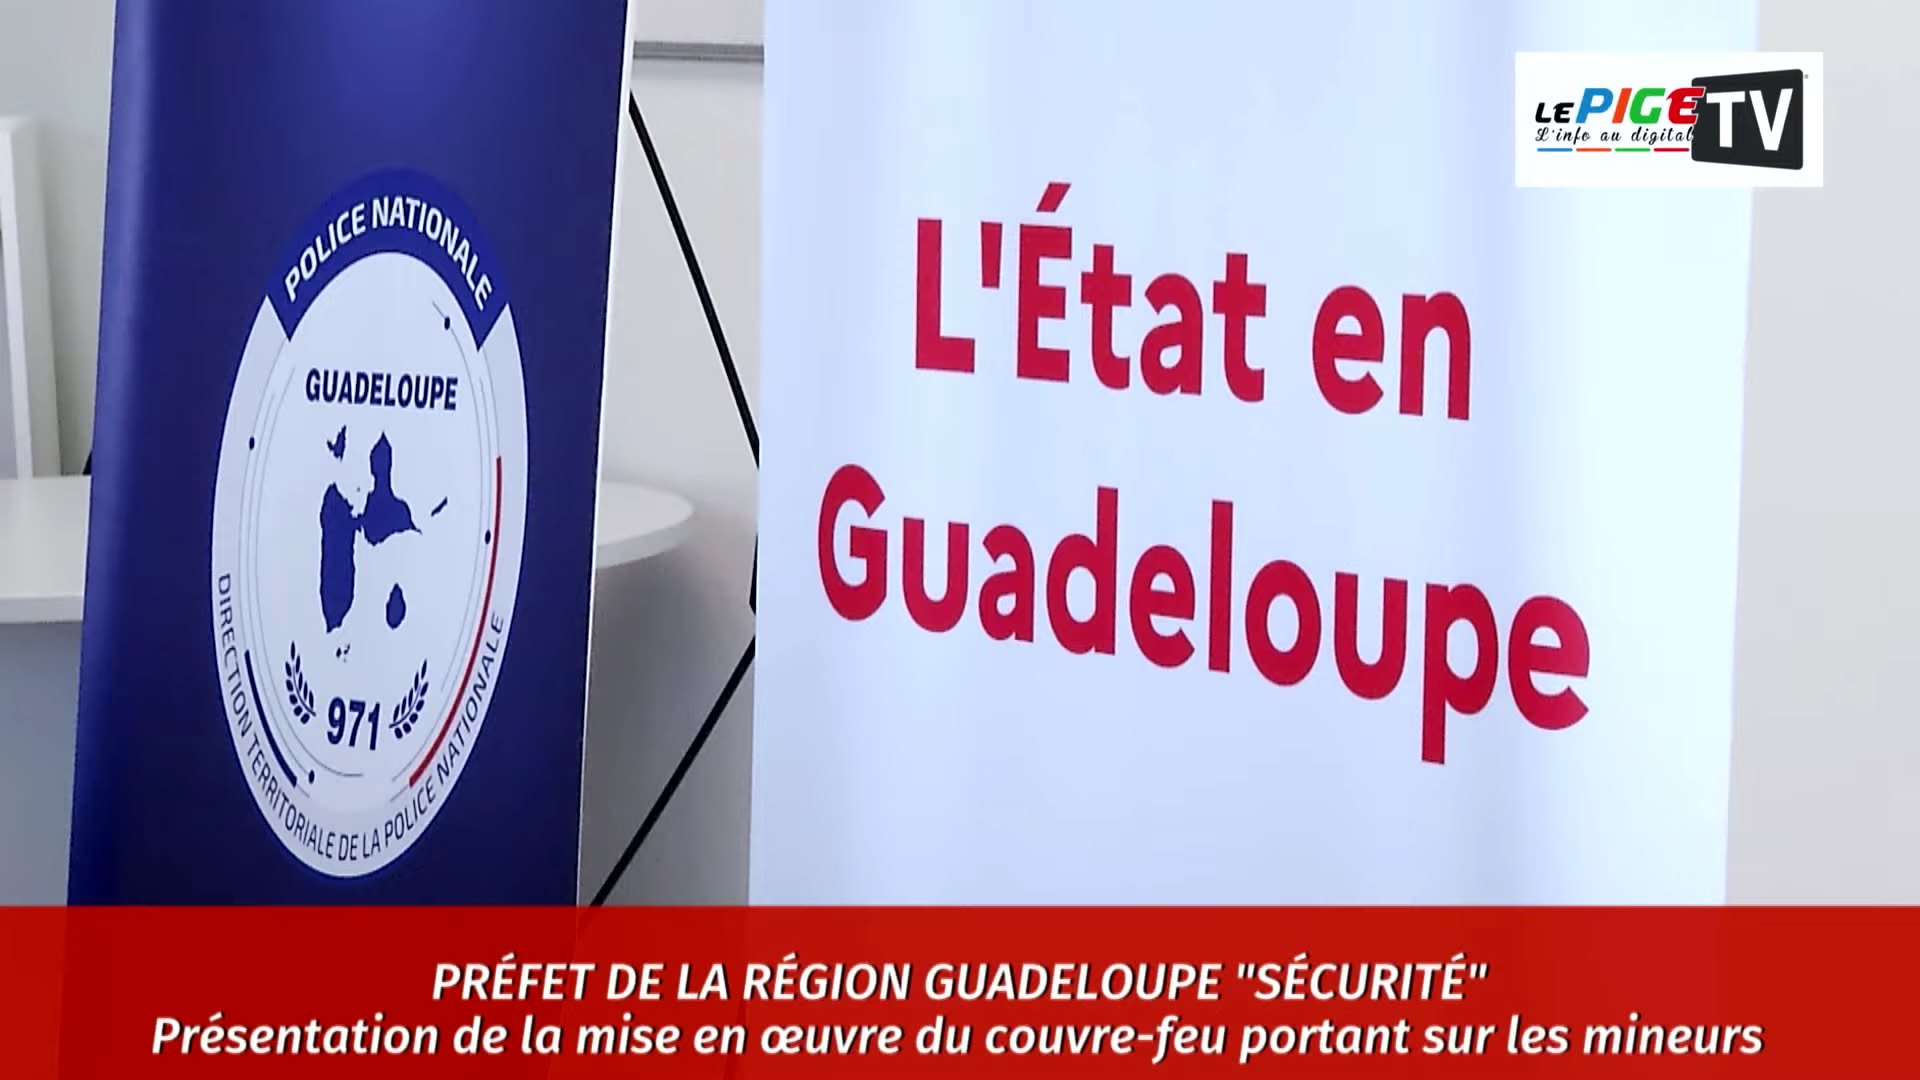 LE PIGE TV
L'info au digital
POLICE NATIONALE
GUADELOUPE
971
DIRECTION TERRITORIALE DE LA POLICE NATIONALE
L'État en
Guadeloupe
PRÉFET DE LA RÉGION GUADELOUPE "SÉCURITÉ"
Présentation de la mise en œuvre du couvre-feu portant sur les mineurs